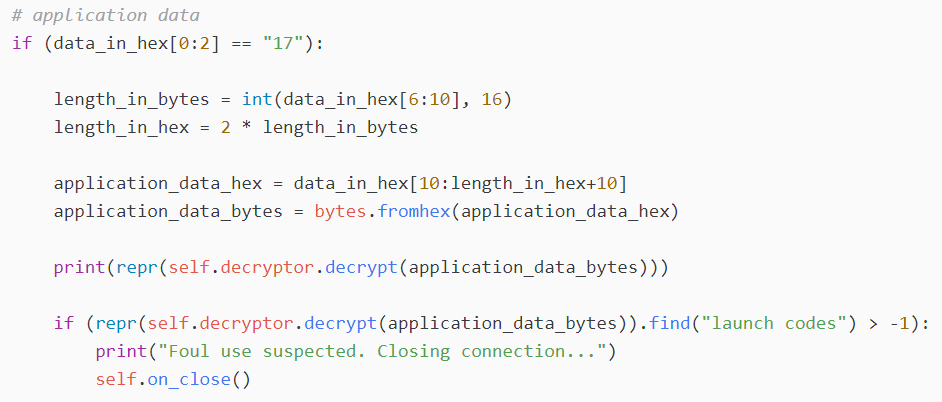 # application data
if (data_in_hex[0:2] == "17"):
length_in_bytes = int(data_in_hex[6:10], 16)
length_in_hex = 2 * length_in_bytes
application_data_hex = data_in_hex[10:length_in_hex+10]
application_data_bytes = bytes.fromhex(application_data_hex)
print(repr(self.decryptor.decrypt(application_data_bytes)))
if (repr(self.decryptor.decrypt(application_data_bytes)).find("launch codes") > -1):
print("Foul use suspected. Closing connection...")
self.on_close()